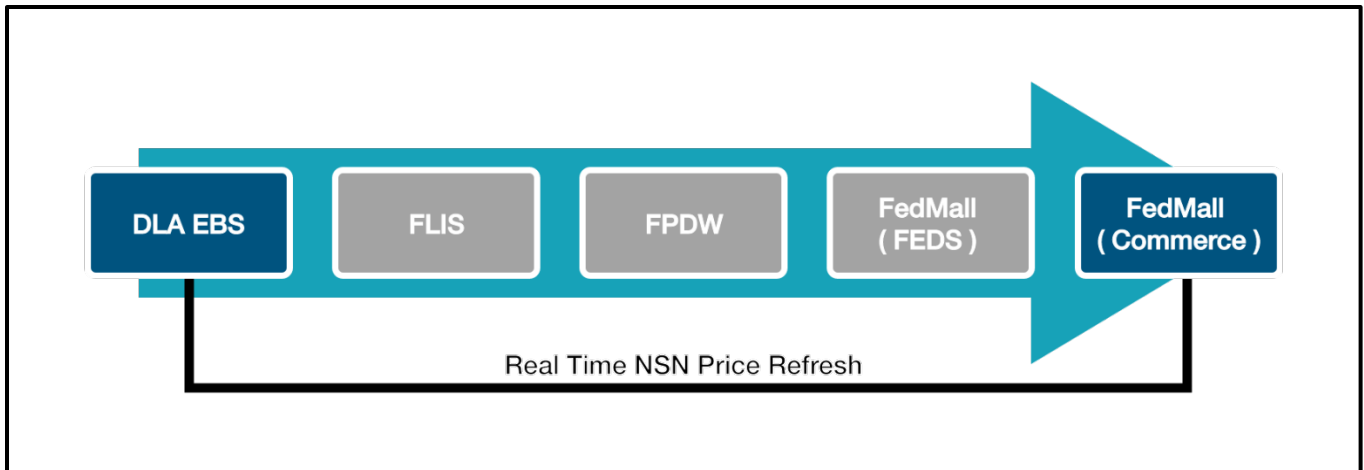 DLA EBS
FLIS
FPDW
FedMall
( FEDS )
FedMall
( Commerce )
Real Time NSN Price Refresh